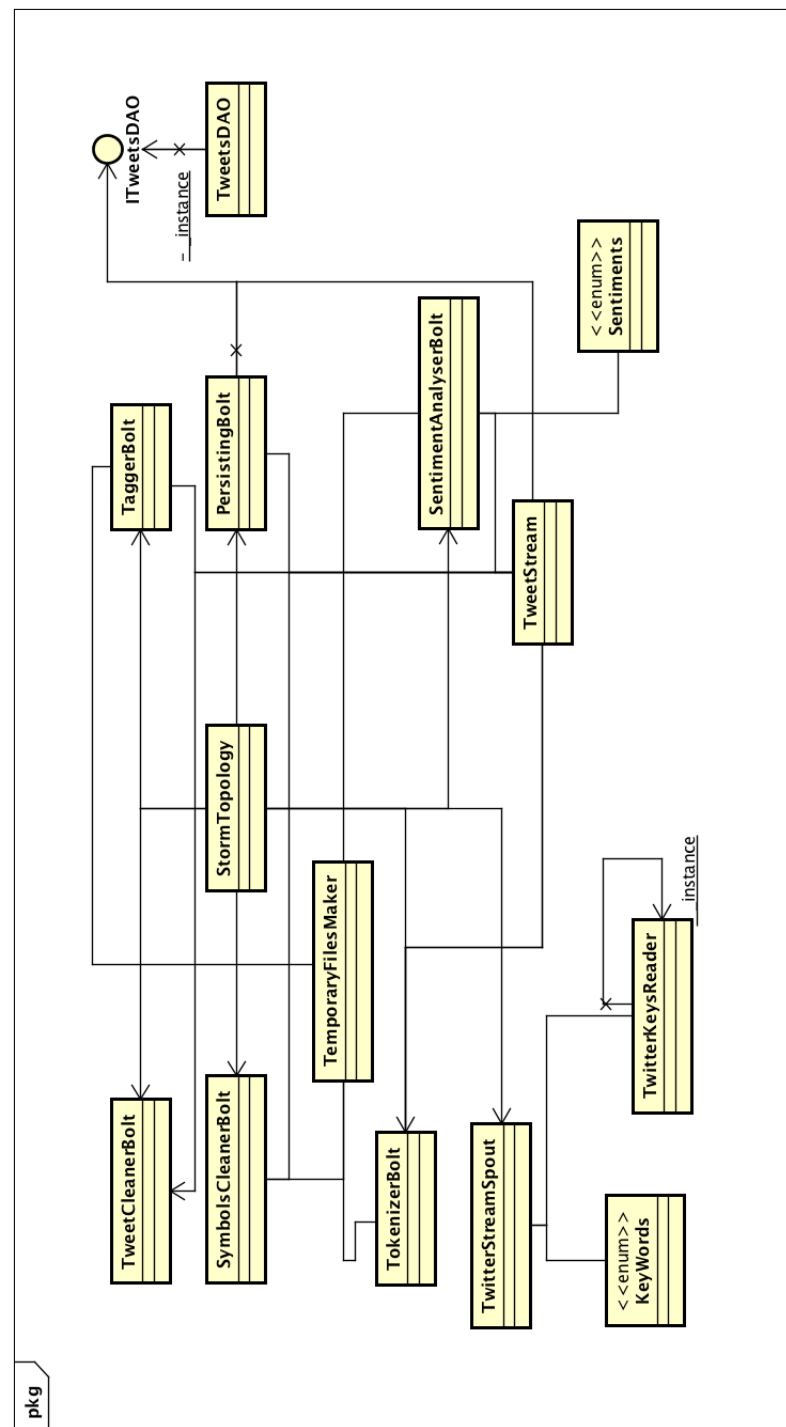 pkg
TweetCleanerBolt
TaggerBolt
ITweetsDAO
SymbolsCleanerBolt
StormTopology
PersistingBolt
- _instance
TweetsDAO
TemporaryFilesMaker
TokenizerBolt
SentimentAnalyserBolt
TwitterStreamSpout
TweetStream
<<enum>>
Sentiments
<<enum>>
KeyWords
TwitterKeysReader
_instance